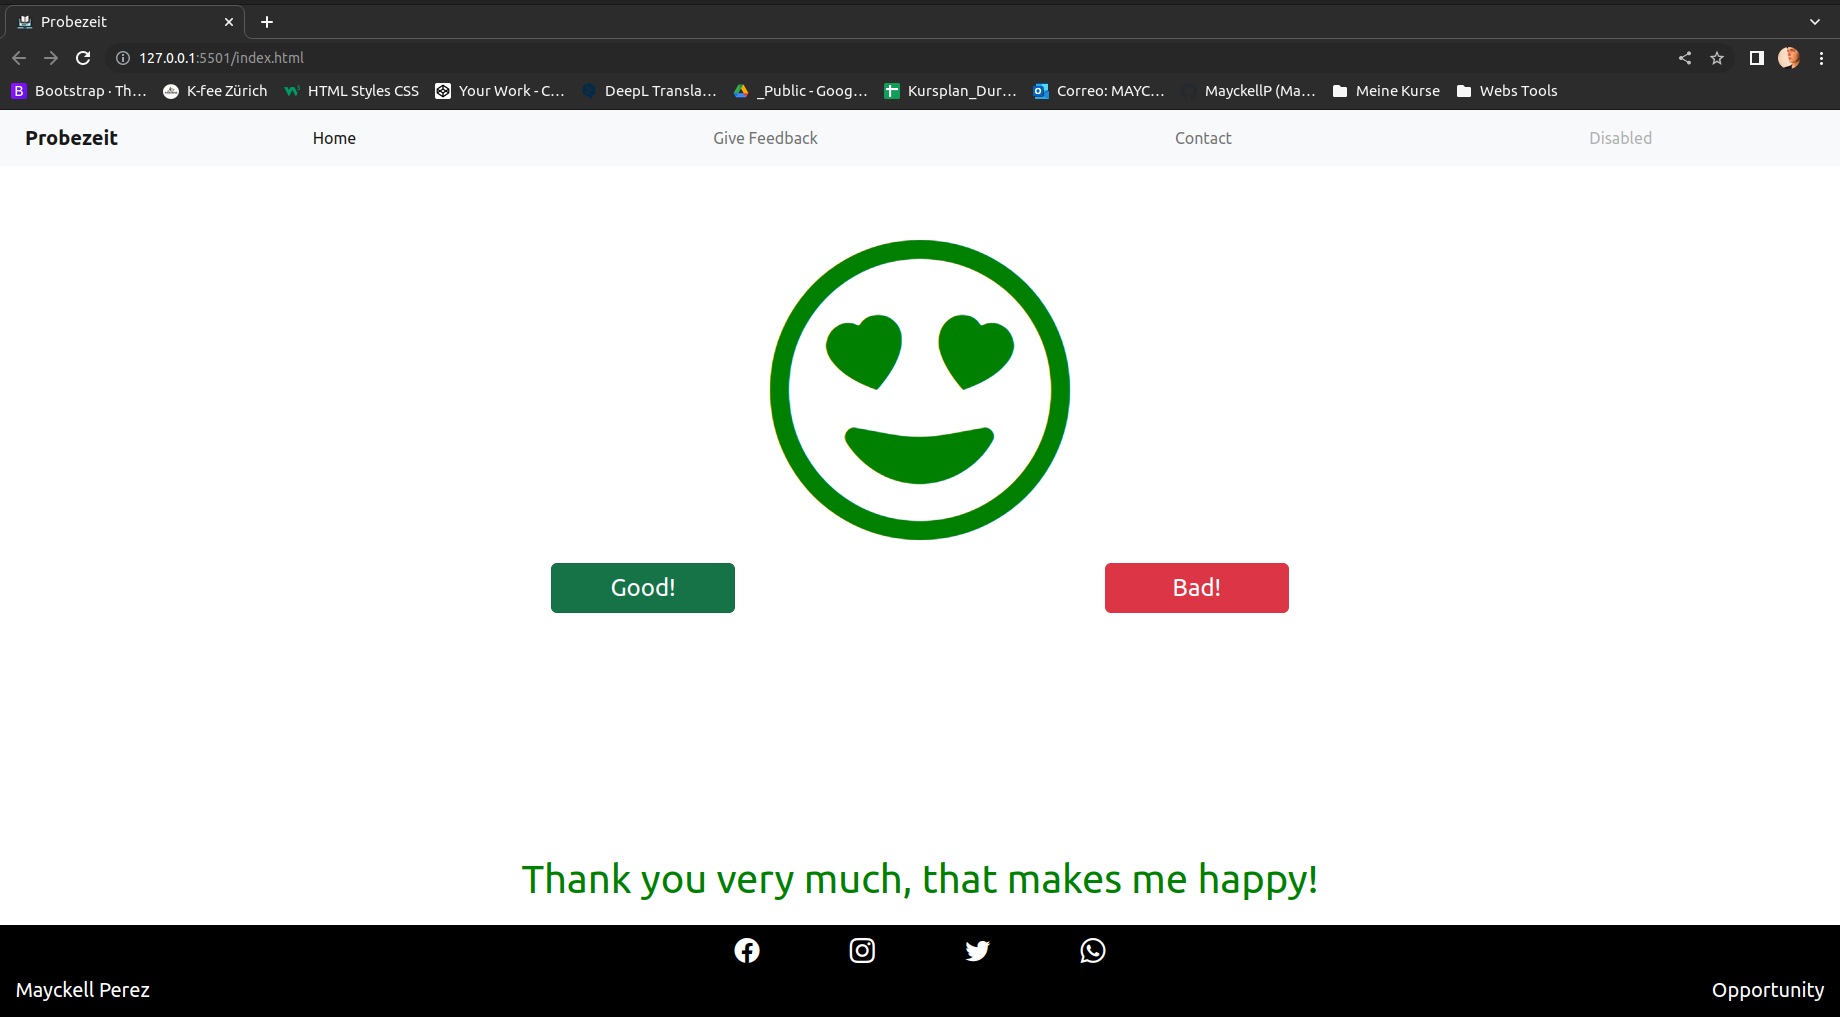 Probezeit
127.0.0.1:5501/index.html
B Bootstrap · Th... K-fee Zürich HTML Styles CSS Your Work - C... DeepL Transla... _Public - Goog... Kursplan_Dur... Correo: MAYC... MayckellP (Ma... Meine Kurse Webs Tools
Probezeit Home Give Feedback Contact Disabled
Good! Bad!
Thank you very much, that makes me happy!
Mayckell Perez Opportunity